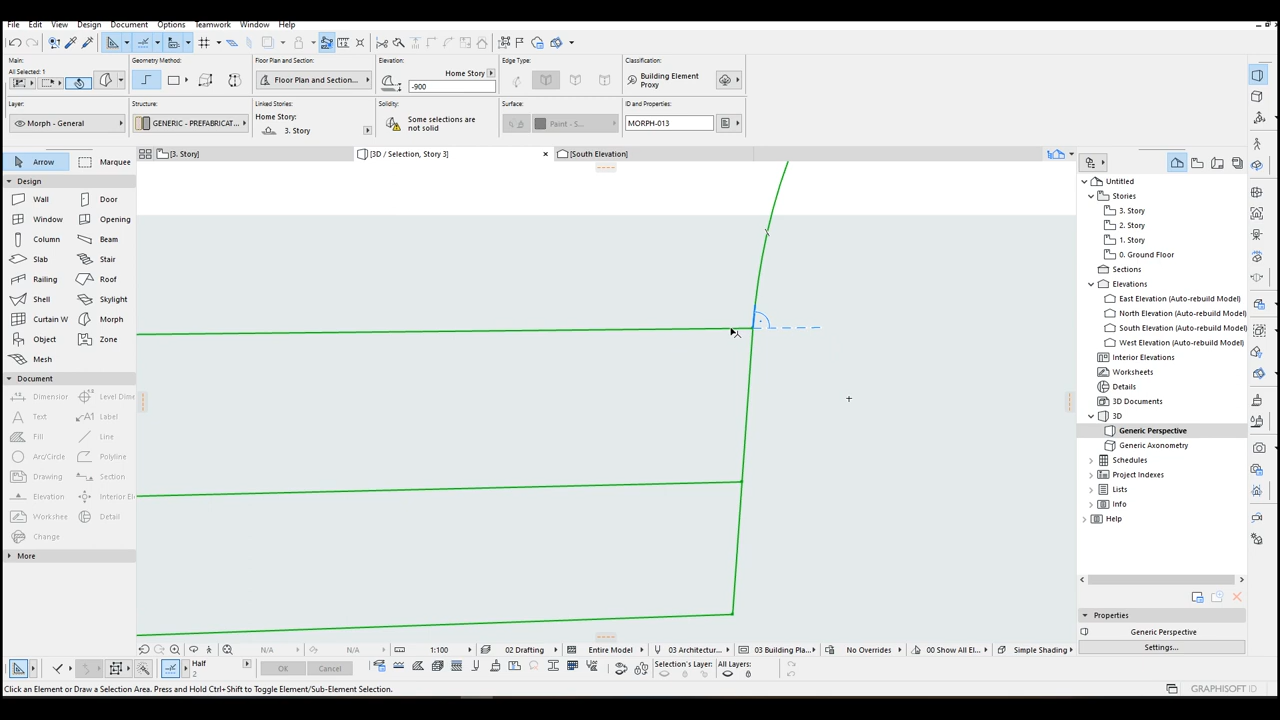 File Edit View Design Document Options Teamwork Window Help
Main: Geometry Method: Floor Plan and Section: Elevation: Edge Type: Classification:
All Selected: 1
Floor Plan and Section... Home Story Building Element Proxy
-900
Layer: Structure: Linked Stories: Solidity: Surface: ID and Properties:
Morph - General GENERIC - PREFABRICAT... Home Story: 3. Story Some selections are not solid Paint - S... MORPH-013
[3. Story] [3D / Selection, Story 3] [South Elevation]
Arrow Marquee
Design
Wall Door
Window Opening
Column Beam
Slab Stair
Railing Roof
Shell Skylight
Curtain W Morph
Object Zone
Mesh
Document
Dimension Level Dime
Text A1 Label
Fill Line
Arc/Circle Polyline
Drawing Section
Elevation Interior El
Workshee Detail
Change
More
Untitled
Stories
3. Story
2. Story
1. Story
0. Ground Floor
Sections
Elevations
East Elevation (Auto-rebuild Model)
North Elevation (Auto-rebuild Model)
South Elevation (Auto-rebuild Model)
West Elevation (Auto-rebuild Model)
Interior Elevations
Worksheets
Details
3D Documents
3D
Generic Perspective
Generic Axonometry
Schedules
Project Indexes
Lists
Info
Help
Properties
Generic Perspective
Settings...
N/A N/A 1:100 02 Drafting Entire Model 03 Architectur... 03 Building Pla... No Overrides 00 Show All El... Simple Shading
Half
2
OK Cancel Selection's Layer: All Layers:
Click an Element or Draw a Selection Area. Press and Hold Ctrl+Shift to Toggle Element/Sub-Element Selection.
GRAPHISOFT ID